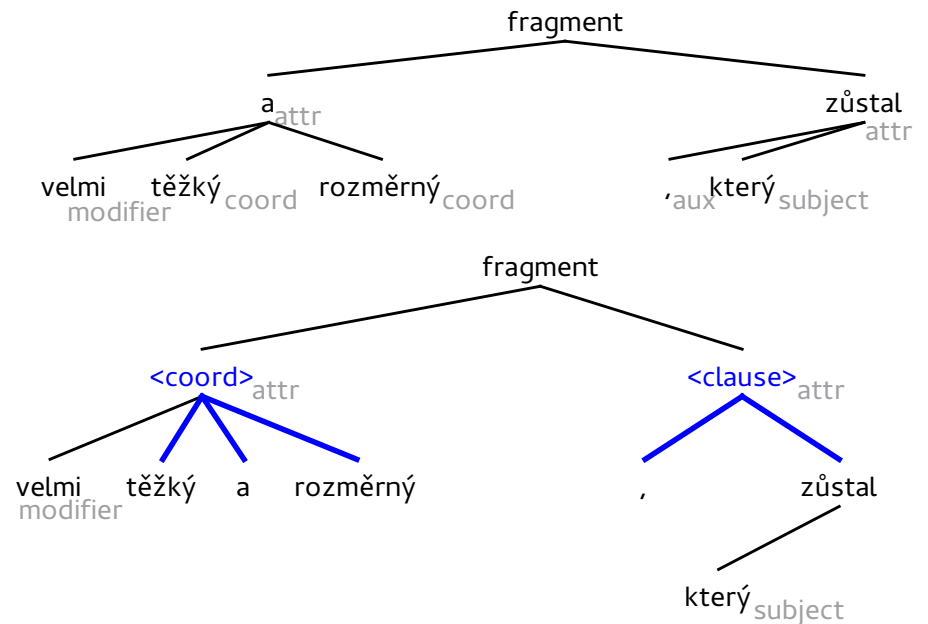 fragment
a attr zůstal attr
velmi modifier těžký coord rozměrný coord , aux který subject
fragment
<coord> attr <clause> attr
velmi modifier těžký a rozměrný , zůstal
který subject